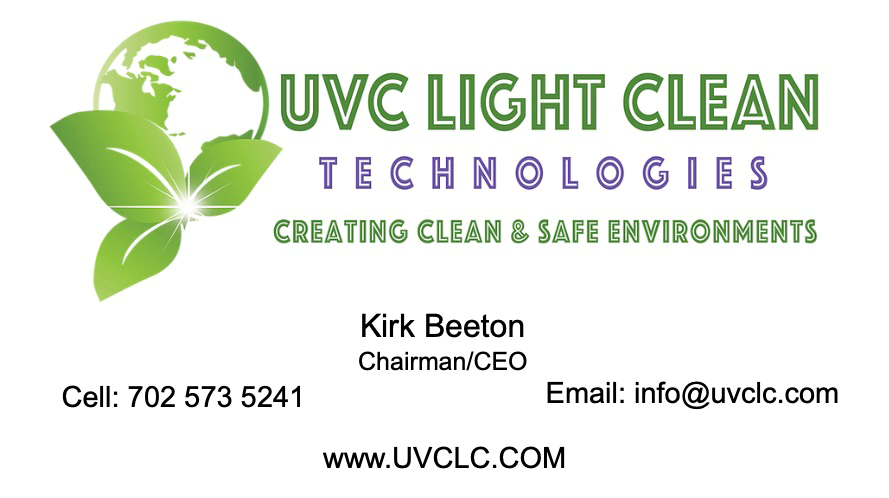 UVC LIGHT CLEAN
TECHNOLOGIES
CREATING CLEAN & SAFE ENVIRONMENTS
Kirk Beeton
Chairman/CEO
Cell: 702 573 5241
Email: info@uvclc.com
www.UVCLC.COM